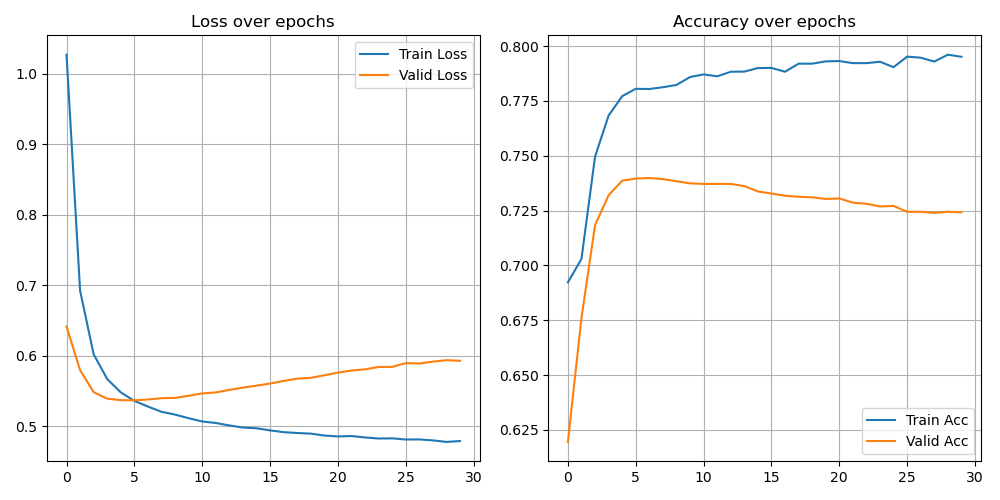 Loss over epochs
Train Loss
Valid Loss
1.0
0.9
0.8
0.7
0.6
0.5
0 5 10 15 20 25 30
Accuracy over epochs
0.800
0.775
0.750
0.725
0.700
0.675
0.650
0.625
Train Acc
Valid Acc
0 5 10 15 20 25 30